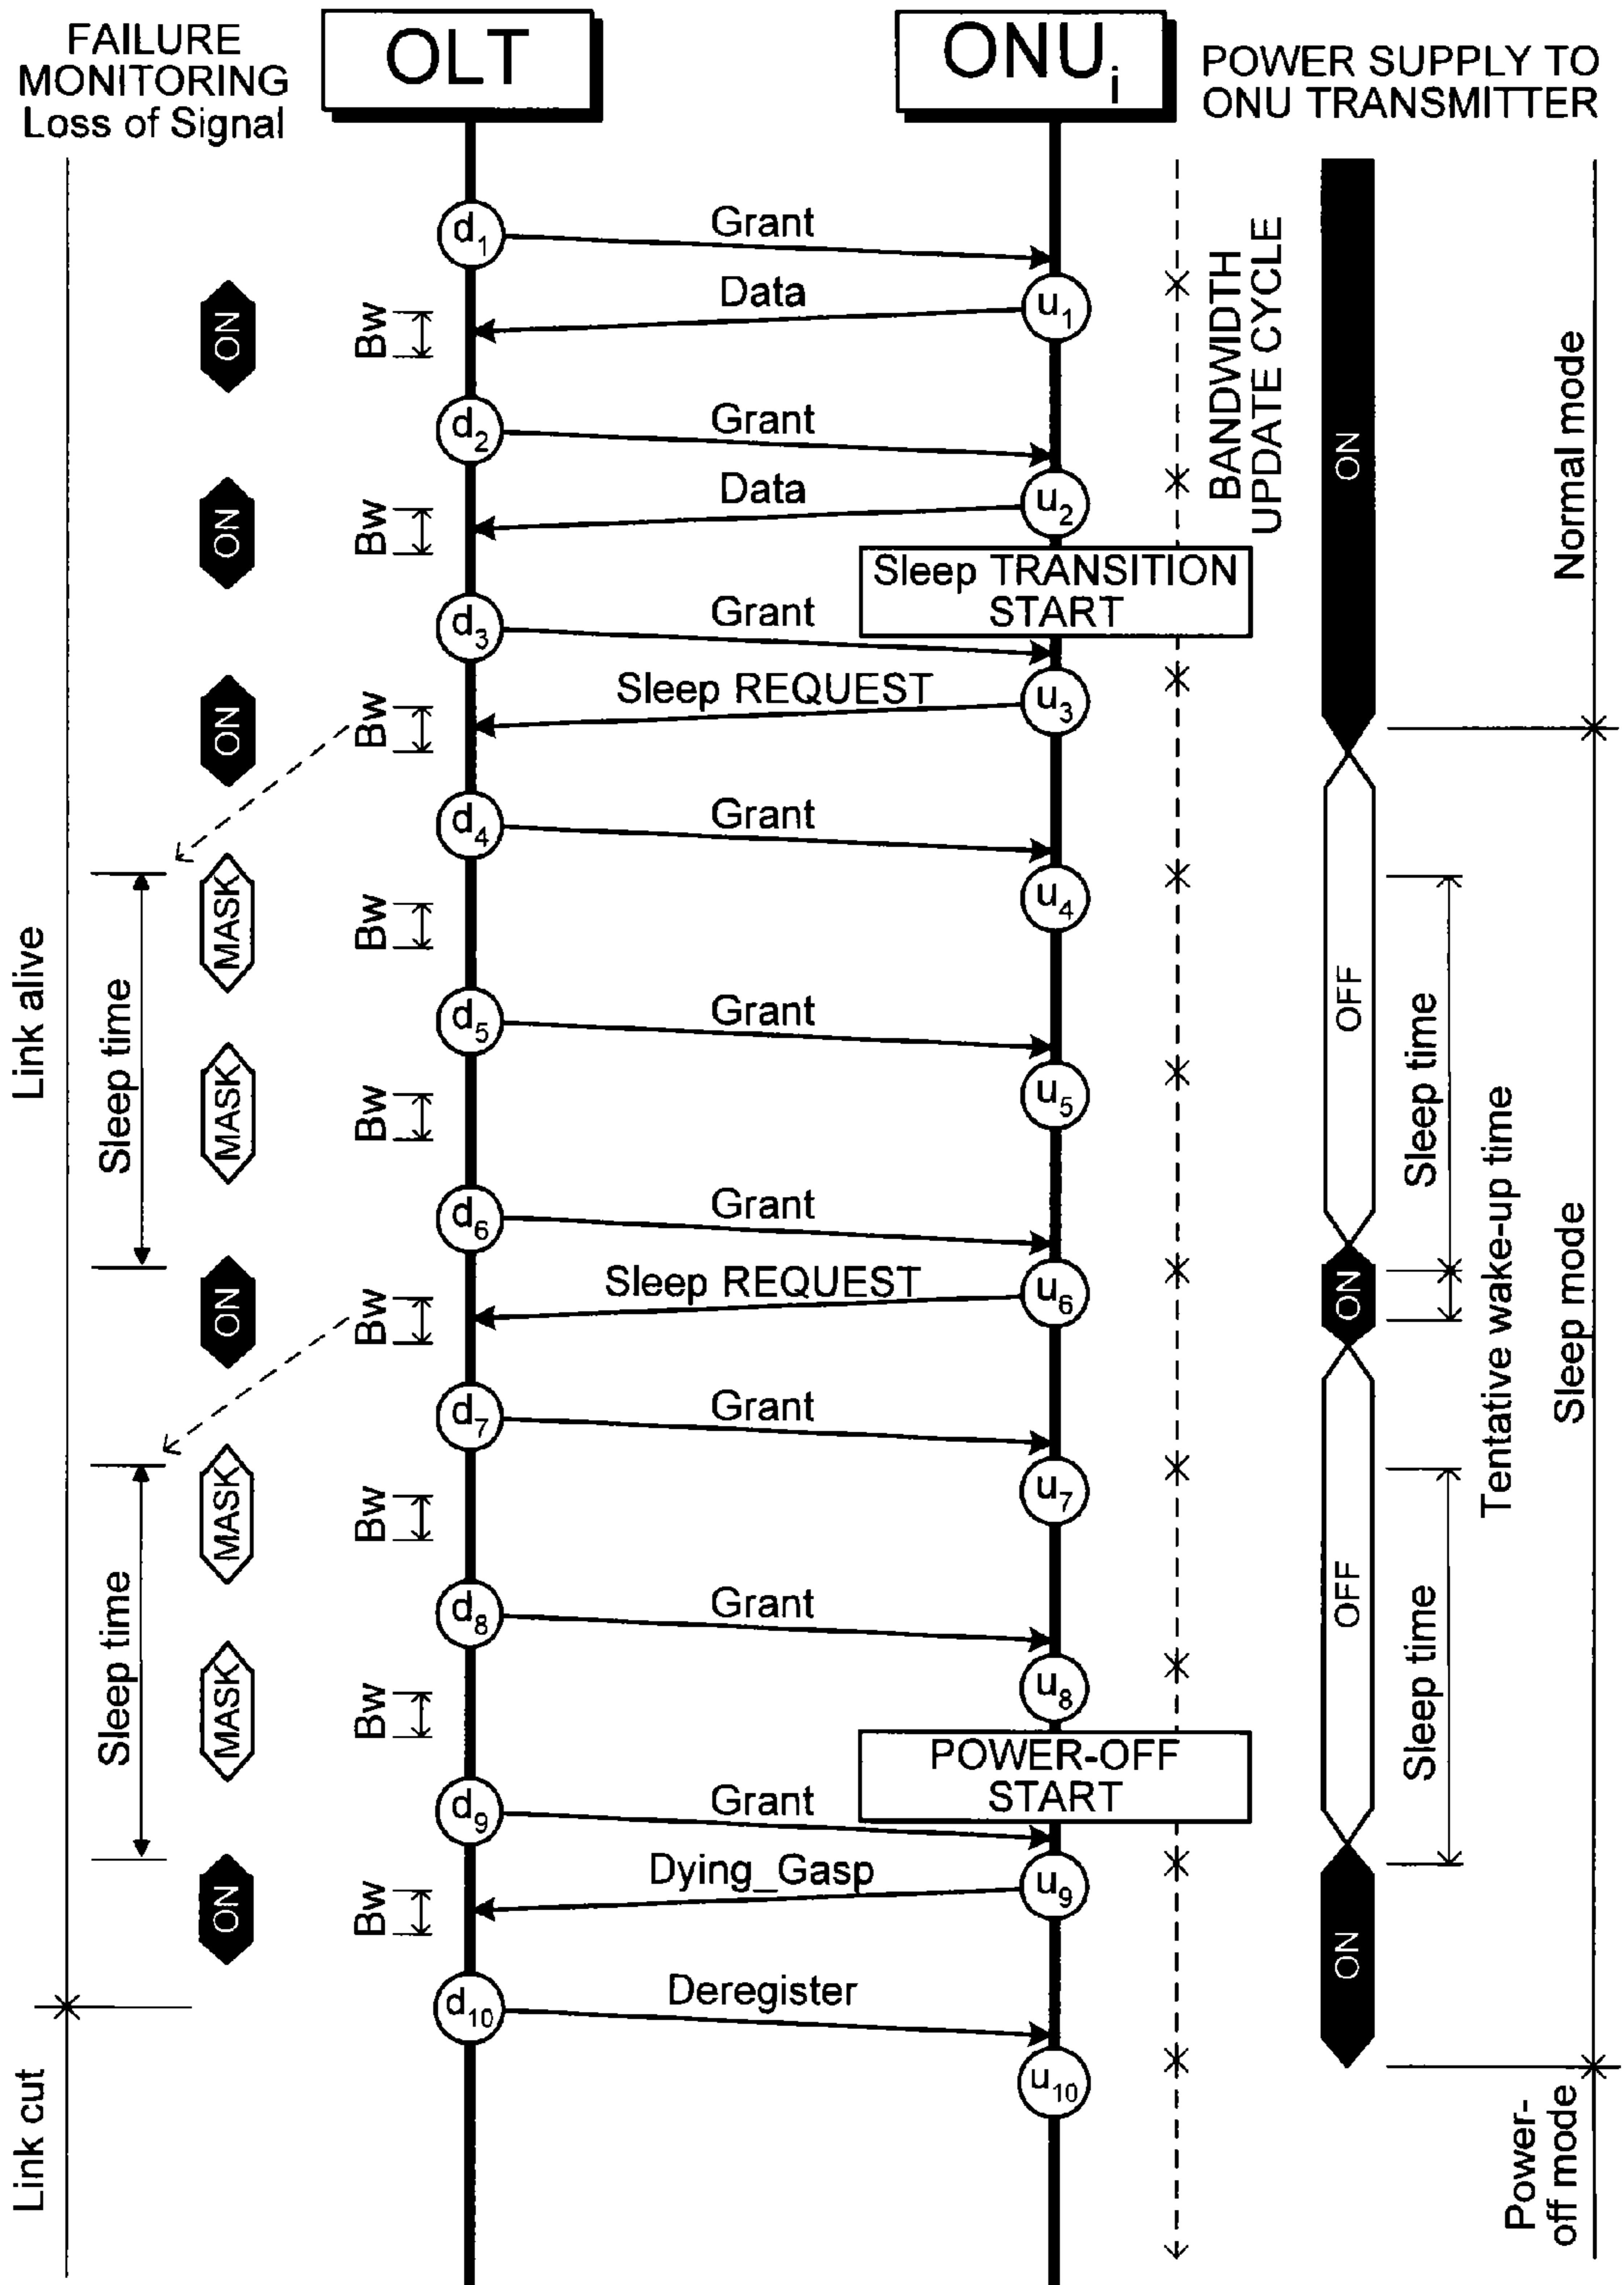 FAILURE
MONITORING
Loss of Signal
OLT
ONUi
POWER SUPPLY TO
ONU TRANSMITTER
d1
Grant
BANDWIDTH
UPDATE CYCLE
ON
Bw
Data
u1
ON
Normal mode
d2
Grant
ON
Bw
Data
u2
Sleep TRANSITION
START
d3
Grant
ON
Bw
Sleep REQUEST
u3
d4
Grant
MASK
Bw
u4
Link alive
Sleep time
d5
Grant
OFF
Sleep time
MASK
Bw
u5
Tentative wake-up time
Sleep mode
d6
Grant
ON
Bw
Sleep REQUEST
u6
ON
d7
Grant
MASK
Bw
u7
Sleep time
d8
Grant
OFF
Sleep time
MASK
Bw
u8
POWER-OFF
START
d9
Grant
ON
Bw
Dying_Gasp
u9
ON
d10
Deregister
u10
Link cut
Power-
off mode